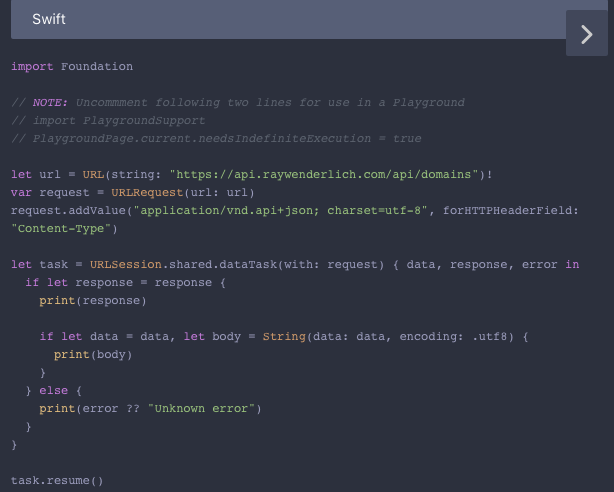 Swift
import Foundation
// NOTE: Uncommment following two lines for use in a Playground
// import PlaygroundSupport
// PlaygroundPage.current.needsIndefiniteExecution = true
let url = URL(string: "https://api.raywenderlich.com/api/domains")!
var request = URLRequest(url: url)
request.addValue("application/vnd.api+json; charset=utf-8", forHTTPHeaderField:
"Content-Type")
let task = URLSession.shared.dataTask(with: request) { data, response, error in
  if let response = response {
    print(response)
    if let data = data, let body = String(data: data, encoding: .utf8) {
      print(body)
    }
  } else {
    print(error ?? "Unknown error")
  }
}
task.resume()